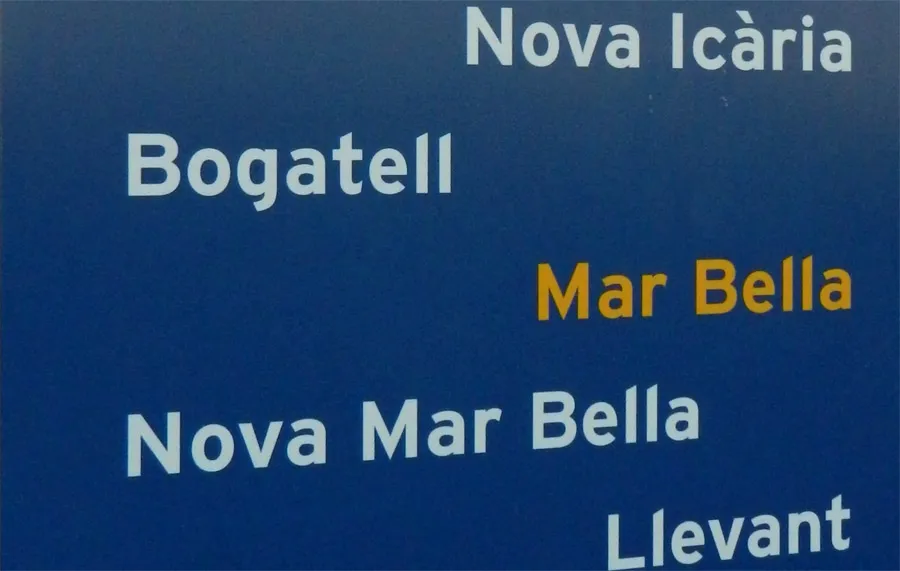 Nova Icària
Bogatell
Mar Bella
Nova Mar Bella
Llevant